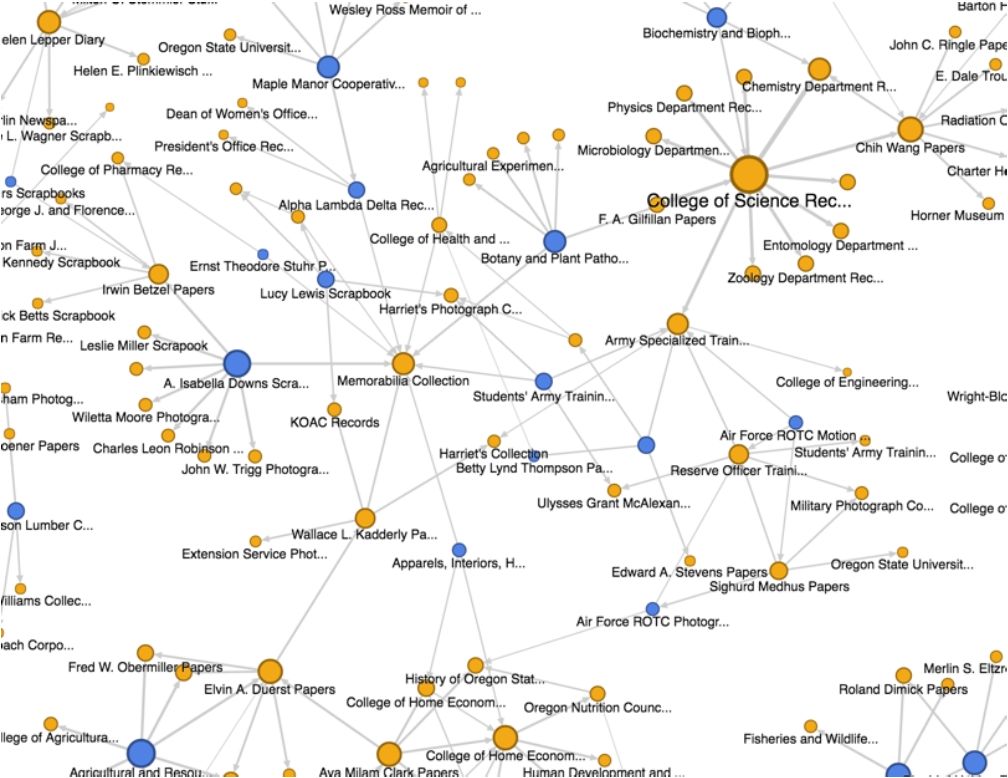 Wesley Ross Memoir of ...
Barton H
elen Lepper Diary
Biochemistry and Bioph...
John C. Ringle Pape
Oregon State Universit...
Helen E. Plinkiewisch ...
Maple Manor Cooperativ...
Chemistry Department R...
E. Dale Trou
Physics Department Rec...
Dean of Women's Office...
rlin Newspa...
e L. Wagner Scrapb...
Radiation C
President's Office Rec...
Microbiology Departmen...
Chih Wang Papers
College of Pharmacy Re...
Agricultural Experimen...
Charter He
rs Scrapbooks
eorge J. and Florence...
Alpha Lambda Delta Rec...
College of Science Rec...
F. A. Gilfillan Papers
Horner Museum
College of Health and ...
on Farm J...
Entomology Department ...
Kennedy Scrapbook
Ernst Theodore Stuhr P...
Botany and Plant Patho...
Zoology Department Rec...
Irwin Betzel Papers
Lucy Lewis Scrapbook
Harriet's Photograph C...
ck Betts Scrapbook
n Farm Re...
Leslie Miller Scrapook
Army Specialized Train...
A. Isabella Downs Scra...
Memorabilia Collection
College of Engineering...
Students' Army Trainin...
ham Photog...
Wright-Blo
Wiletta Moore Photogra...
KOAC Records
oener Papers
Charles Leon Robinson ...
Air Force ROTC Motion ...
Harriet's Collection
Students' Army Trainin...
College of
John W. Trigg Photogra...
Betty Lynd Thompson Pa...
Reserve Officer Traini...
Ulysses Grant McAlexan...
Military Photograph Co...
College of
son Lumber C...
Wallace L. Kadderly Pa...
Extension Service Phot...
Apparels, Interiors, H...
Oregon State Universit...
Edward A. Stevens Papers
Sighurd Medhus Papers
illiams Collec...
Air Force ROTC Photogr...
ach Corpo...
Fred W. Obermiller Papers
Merlin S. Eltzr
Elvin A. Duerst Papers
History of Oregon Stat...
Roland Dimick Papers
College of Home Econom...
Oregon Nutrition Counc...
llege of Agricultura...
Fisheries and Wildlife...
College of Home Econom...
Agricultural and Resou...
Ava Milam Clark Papers
Human Development and ...